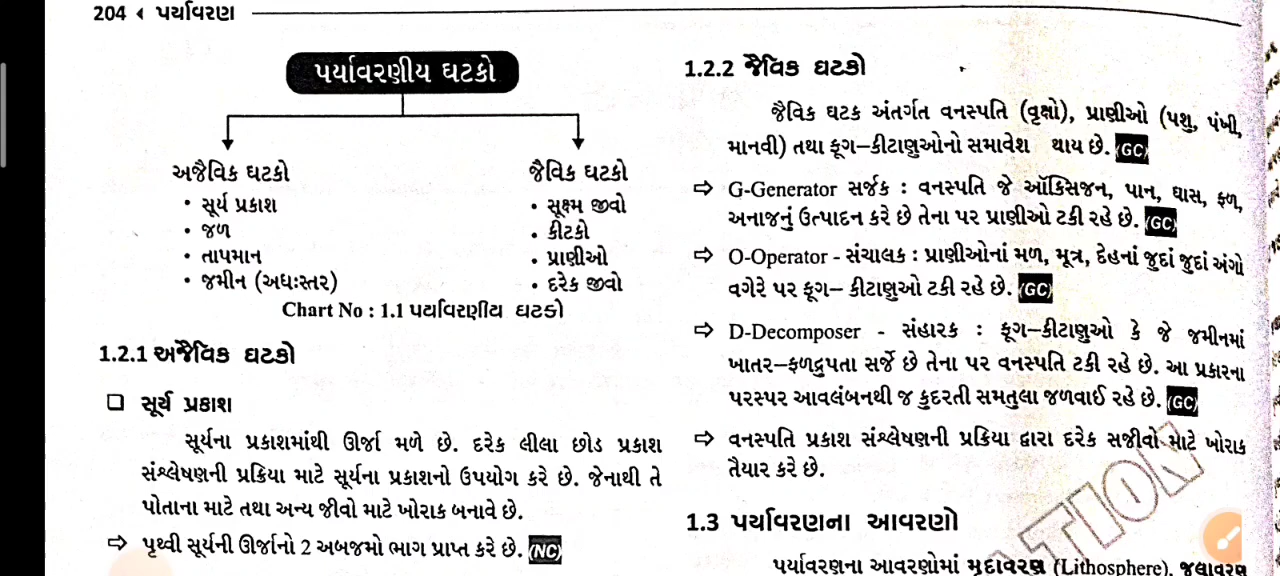 204 ◂ પર્યાવરણ
પર્યાવરણીય ઘટકો
અજૈવિક ઘટકો
• સૂર્ય પ્રકાશ
• જળ
• તાપમાન
• જમીન (અધઃસ્તર)
જૈવિક ઘટકો
• સૂક્ષ્મ જીવો
• કીટકો
• પ્રાણીઓ
• દરેક જીવો
Chart No : 1.1 પર્યાવરણીય ઘટકો
1.2.1 અજૈવિક ઘટકો
❑ સૂર્ય પ્રકાશ
સૂર્યના પ્રકાશમાંથી ઊર્જા મળે છે. દરેક લીલા છોડ પ્રકાશ
સંશ્લેષણની પ્રક્રિયા માટે સૂર્યના પ્રકાશનો ઉપયોગ કરે છે. જેનાથી તે
પોતાના માટે તથા અન્ય જીવો માટે ખોરાક બનાવે છે.
⇨ પૃથ્વી સૂર્યની ઊર્જાનો 2 અબજમો ભાગ પ્રાપ્ત કરે છે. (NC)
1.2.2 જૈવિક ઘટકો
જૈવિક ઘટક અંતર્ગત વનસ્પતિ (વૃક્ષો), પ્રાણીઓ (પશુ, પંખી,
માનવી) તથા ફૂગ–કીટાણુઓનો સમાવેશ થાય છે. (GC)
⇨ G-Generator સર્જક : વનસ્પતિ જે ઑક્સિજન, પાન, ઘાસ, ફળ,
અનાજનું ઉત્પાદન કરે છે તેના પર પ્રાણીઓ ટકી રહે છે. (GC)
⇨ O-Operator - સંચાલક : પ્રાણીઓનાં મળ, મૂત્ર, દેહનાં જુદાં જુદાં અંગો
વગેરે પર ફૂગ– કીટાણુઓ ટકી રહે છે. (GC)
⇨ D-Decomposer - સંહારક : ફૂગ–કીટાણુઓ કે જે જમીનમાં
ખાતર–ફળદ્રુપતા સર્જે છે તેના પર વનસ્પતિ ટકી રહે છે. આ પ્રકારના
પરસ્પર આવલંબનથી જ કુદરતી સમતુલા જળવાઈ રહે છે. (GC)
⇨ વનસ્પતિ પ્રકાશ સંશ્લેષણની પ્રક્રિયા દ્વારા દરેક સજીવો માટે ખોરાક
તૈયાર કરે છે.
1.3 પર્યાવરણના આવરણો
પર્યાવરણના આવરણોમાં મૃદાવરણ (Lithosphere), જલાવરણ